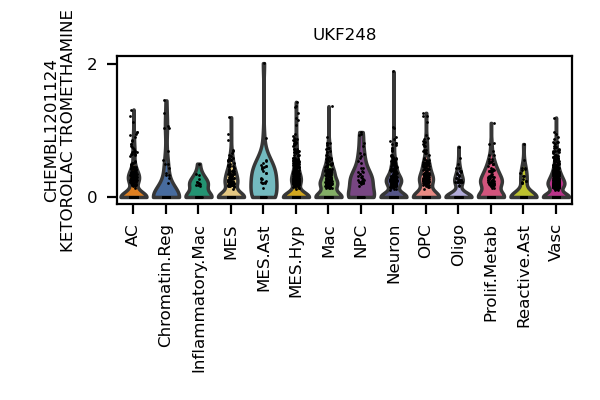 UKF248
CHEMBL1201124
KETOROLAC TROMETHAMINE
2
0
AC
Chromatin.Reg
Inflammatory.Mac
MES
MES.Ast
MES.Hyp
Mac
NPC
Neuron
OPC
Oligo
Prolif.Metab
Reactive.Ast
Vasc